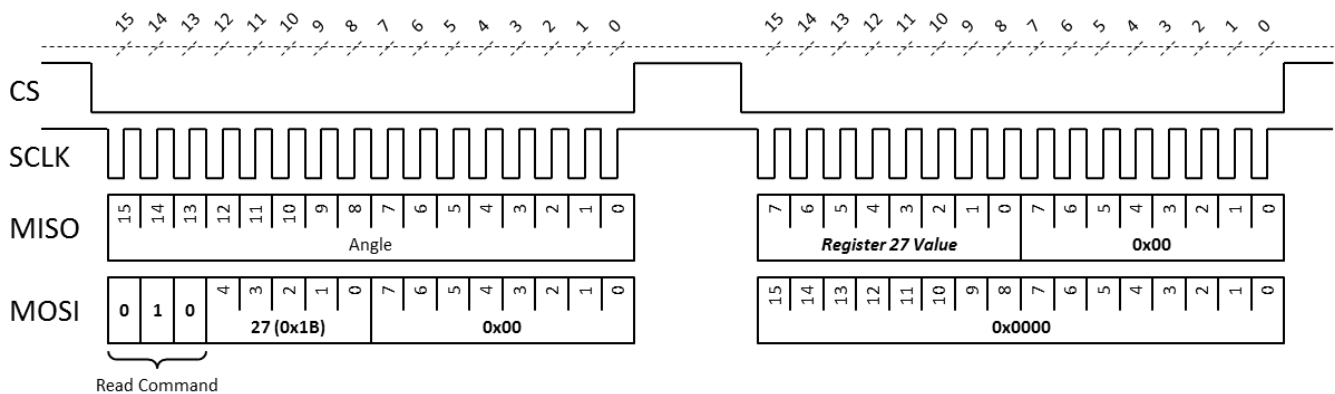 15 14 13 12 11 10 9 8 7 6 5 4 3 2 1 0 15 14 13 12 11 10 9 8 7 6 5 4 3 2 1 0
CS
SCLK
MISO 15 14 13 12 11 10 9 8 7 6 5 4 3 2 1 0 7 6 5 4 3 2 1 0 7 6 5 4 3 2 1 0
Angle Register 27 Value 0x00
MOSI 0 1 0 4 3 2 1 0 7 6 5 4 3 2 1 0 15 14 13 12 11 10 9 8 7 6 5 4 3 2 1 0
27 (0x1B) 0x00 0x0000
Read Command